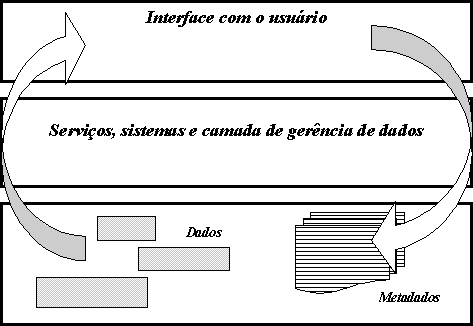 Interface com o usuário
Serviços, sistemas e camada de gerência de dados
Dados
Metadados